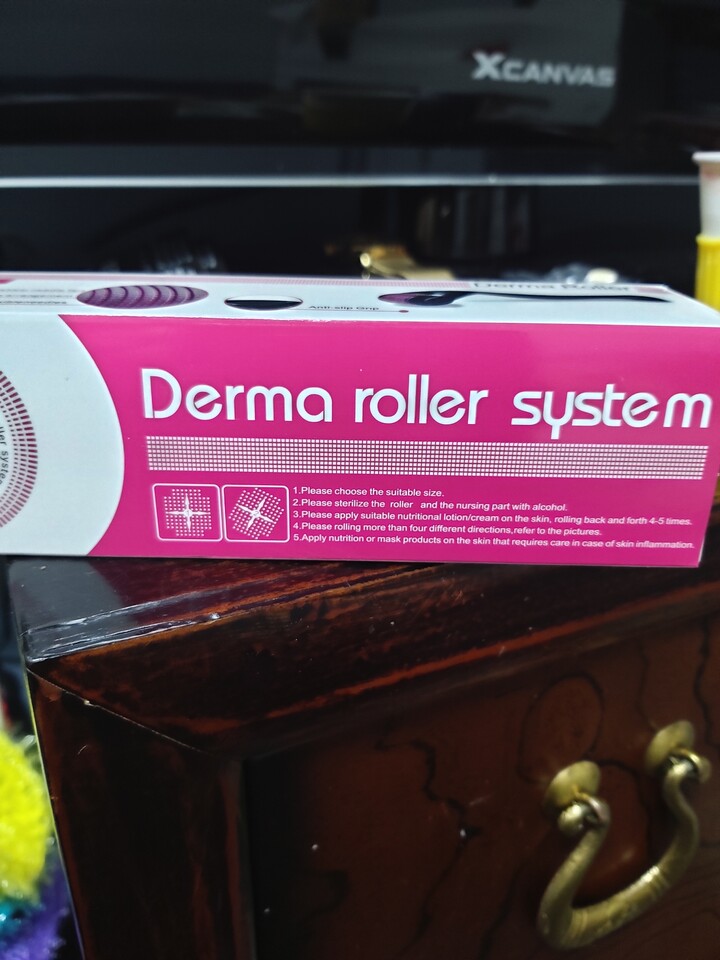 XCANVAS
Derma Roller
Anti-slip Grip
Derma roller system
1.Please choose the suitable size.
2.Please sterilize the roller and the nursing part with alcohol.
3.Please apply suitable nutritional lotion/cream on the skin, rolling back and forth 4-5 times.
4.Please rolling more than four different directions,refer to the pictures.
5.Apply nutrition or mask products on the skin that requires care in case of skin inflammation.